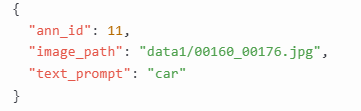 {
"ann_id": 11,
"image_path": "data1/00160_00176.jpg",
"text_prompt": "car"
}